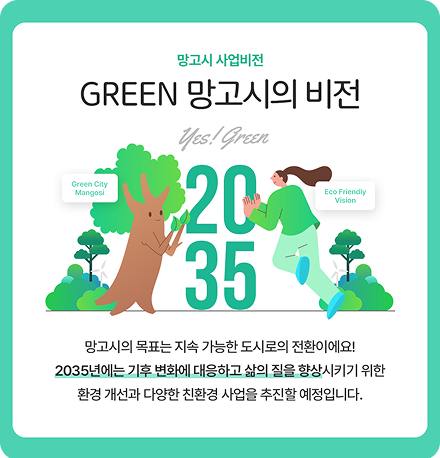 망고시 사업비전
GREEN 망고시의 비전
Yes! Green
Green City
Mangosi
20
35
Eco Friendly
Vision
망고시의 목표는 지속 가능한 도시로의 전환이에요!
2035년에는 기후 변화에 대응하고 삶의 질을 향상시키기 위한
환경 개선과 다양한 친환경 사업을 추진할 예정입니다.